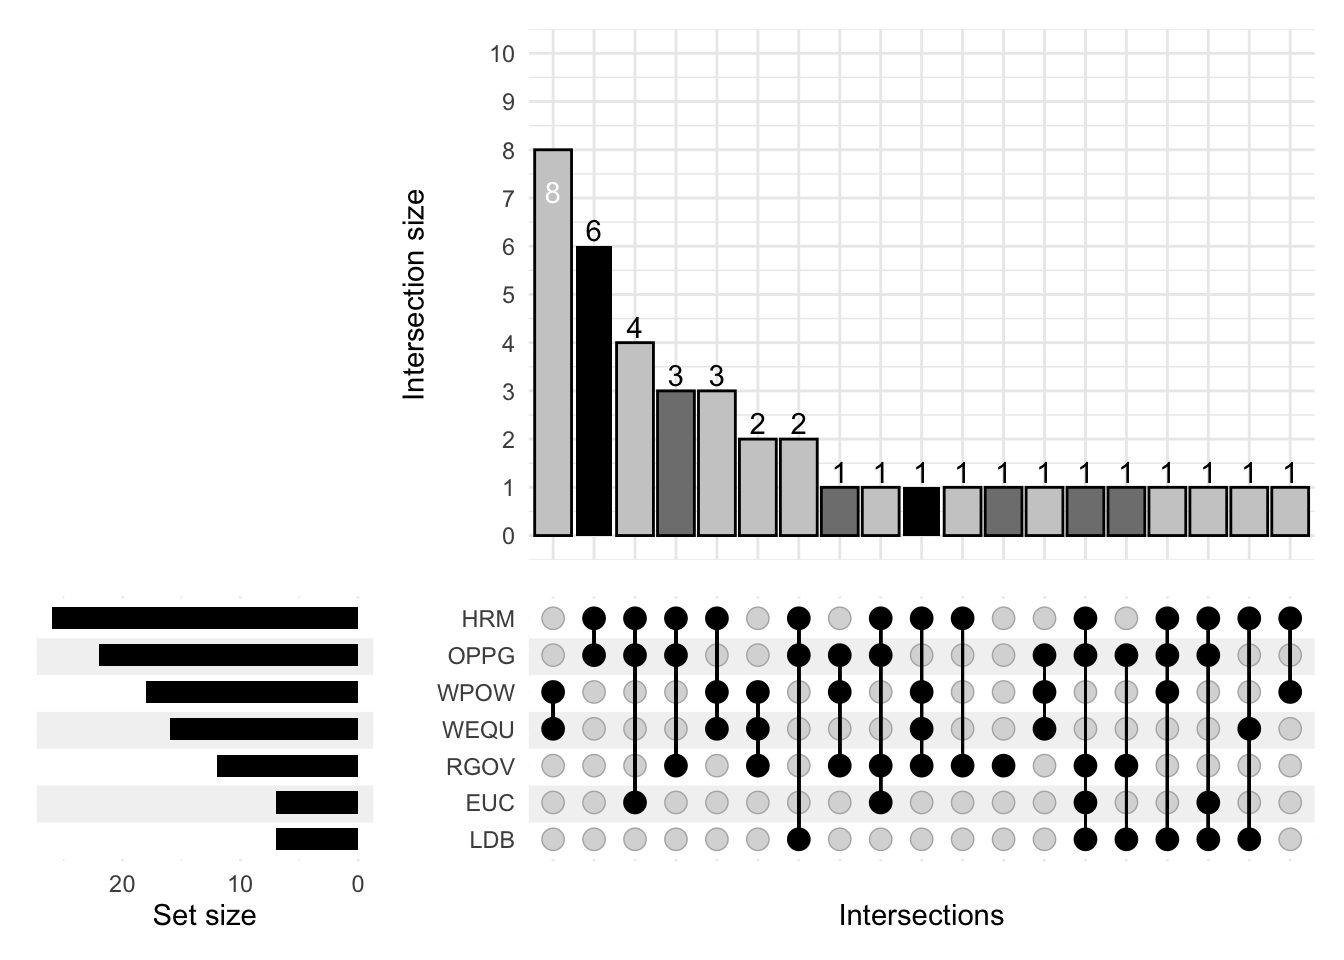 Intersection size
10
9
8
7
6
5
4
3
2
1
0
8
6
4
3 3
2 2
1 1 1 1 1 1 1 1 1 1 1 1
HRM
OPPG
WPOW
WEQU
RGOV
EUC
LDB
20 10 0
Set size
Intersections